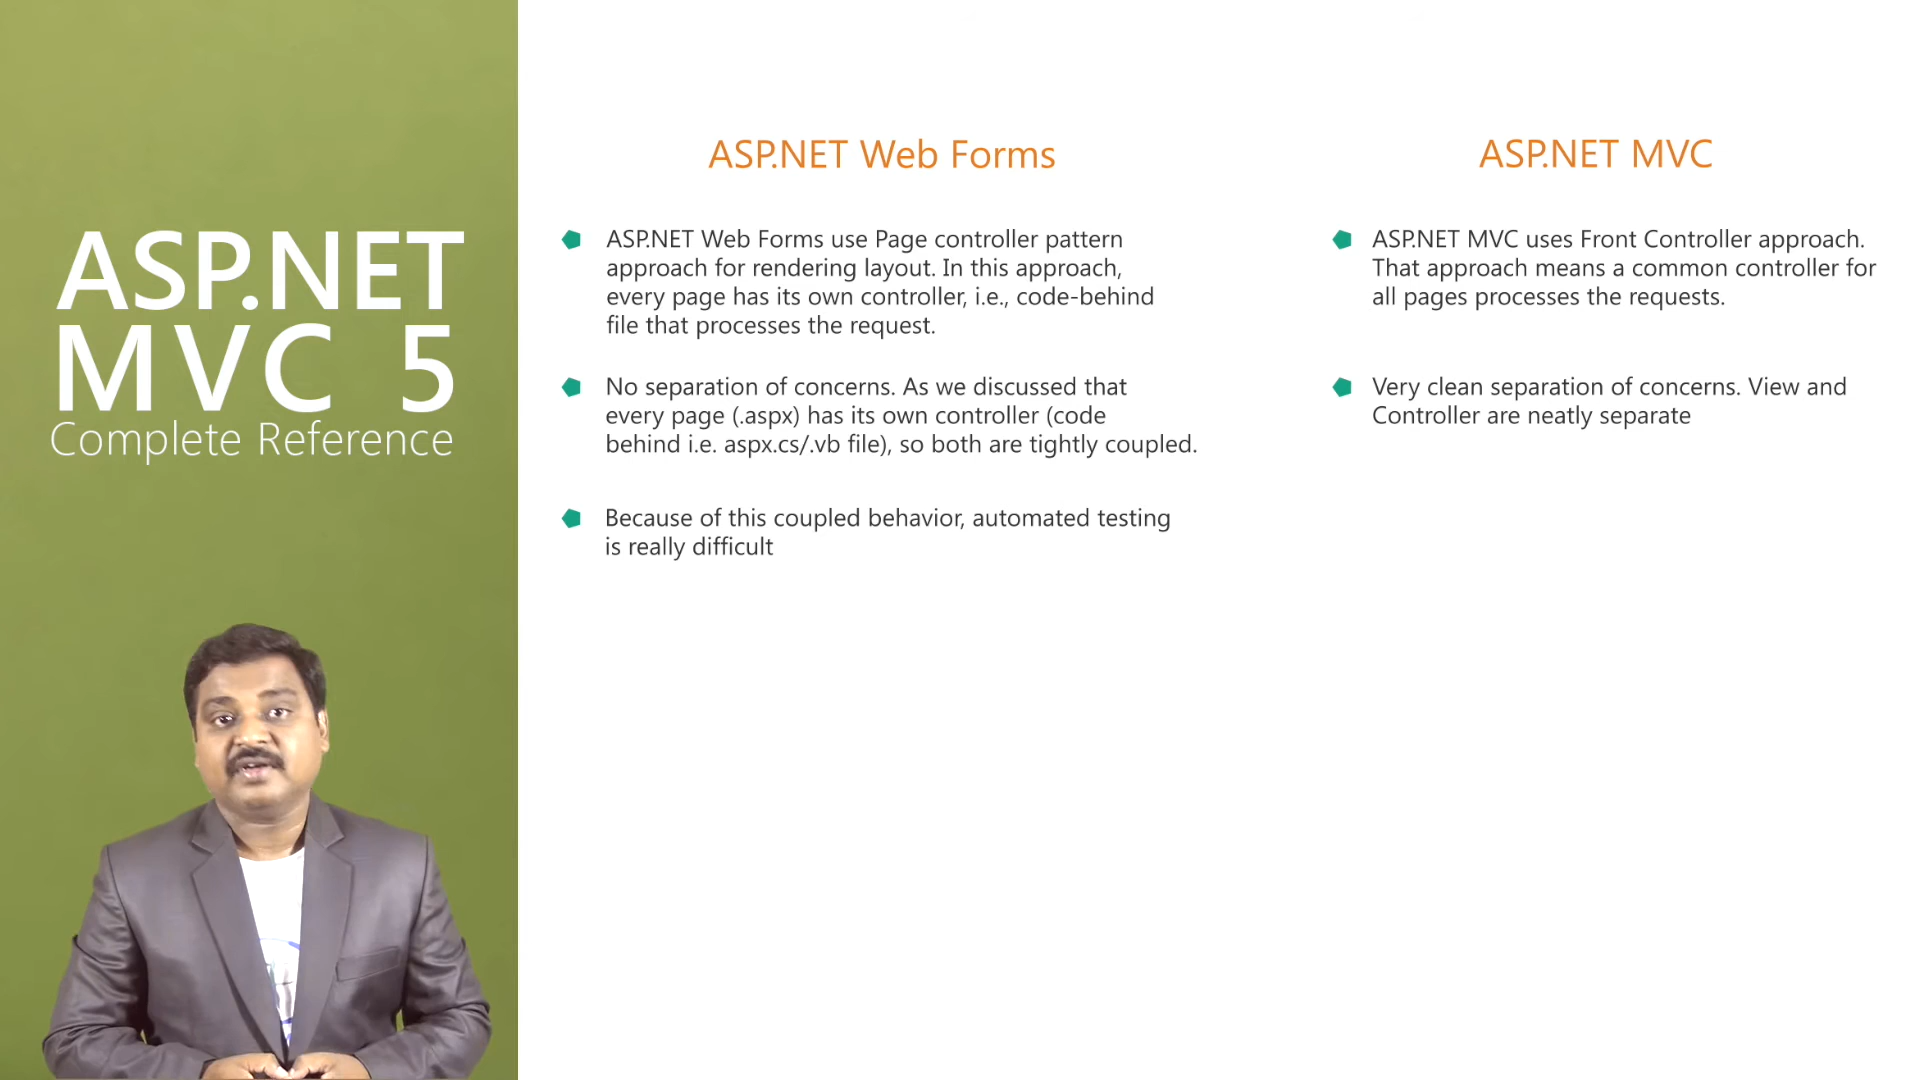 ASP.NET
MVC 5
Complete Reference
ASP.NET Web Forms
ASP.NET Web Forms use Page controller pattern
approach for rendering layout. In this approach,
every page has its own controller, i.e., code-behind
file that processes the request.
No separation of concerns. As we discussed that
every page (.aspx) has its own controller (code
behind i.e. aspx.cs/.vb file), so both are tightly coupled.
Because of this coupled behavior, automated testing
is really difficult
ASP.NET MVC
ASP.NET MVC uses Front Controller approach.
That approach means a common controller for
all pages processes the requests.
Very clean separation of concerns. View and
Controller are neatly separate